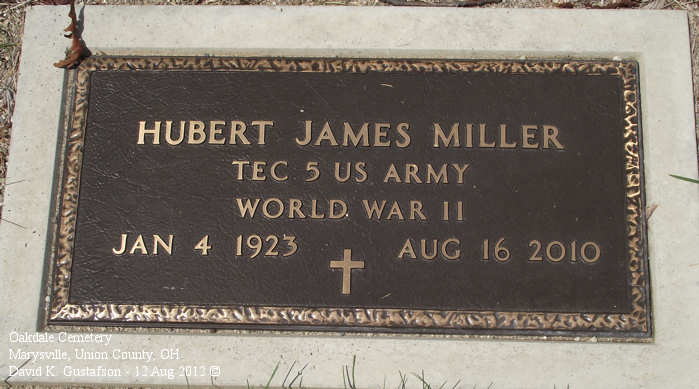 HUBERT JAMES MILLER
TEC 5 US ARMY
WORLD WAR II
JAN 4 1923 AUG 16 2010
Oakdale Cemetery
Marysville, Union County, OH
David K. Gustafson - 12 Aug 2012 ©